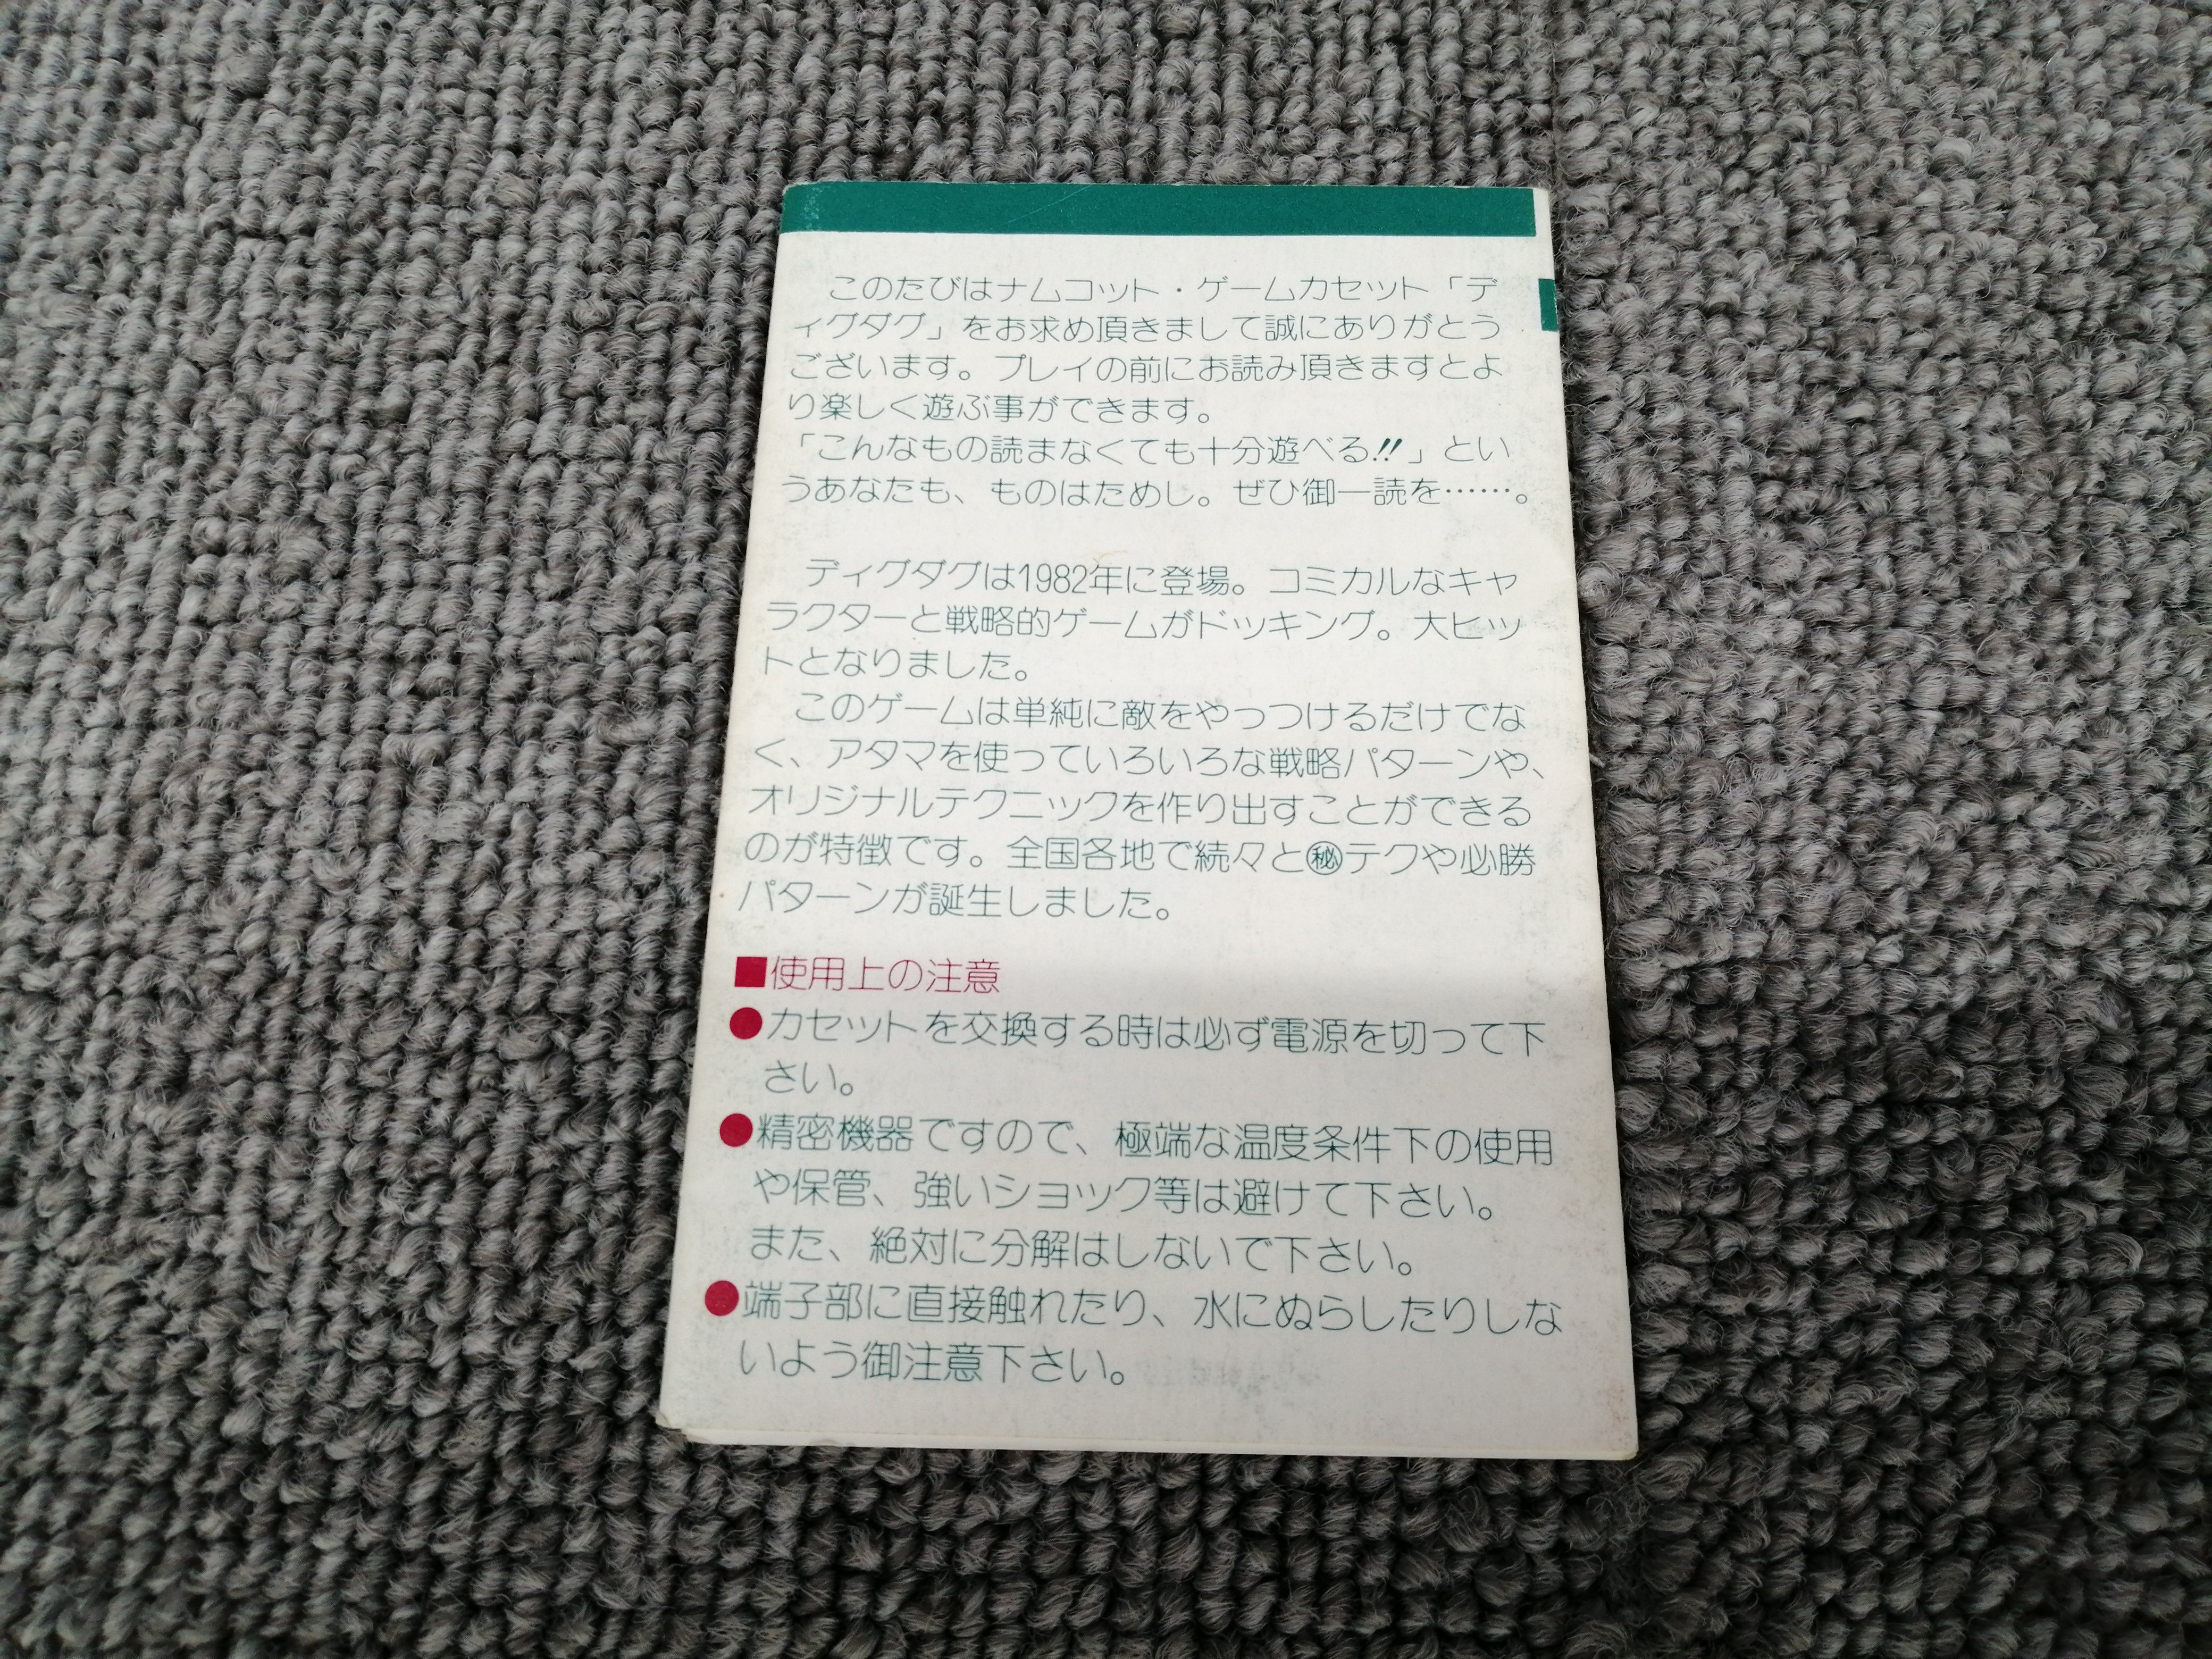 このたびはナムコット・ゲームカセット「デ
ィグダグ」をお求め頂きまして誠にありがとう
ございます。プレイの前にお読み頂きますとよ
り楽しく遊ぶ事ができます。
「こんなもの読まなくても十分遊べる!!」とい
うあなたも、ものはためし。ぜひ御一読を……。
ディグダグは1982年に登場。コミカルなキャ
ラクターと戦略的ゲームがドッキング。大ヒッ
トとなりました。
このゲームは単純に敵をやっつけるだけでな
く、アタマを使っていろいろな戦略パターンや、
オリジナルテクニックを作り出すことができる
のが特徴です。全国各地で続々と㊙テクや必勝
パターンが誕生しました。
■使用上の注意
●カセットを交換する時は必ず電源を切って下
さい。
●精密機器ですので、極端な温度条件下の使用
や保管、強いショック等は避けて下さい。
また、絶対に分解はしないで下さい。
●端子部に直接触れたり、水にぬらしたりしな
いよう御注意下さい。